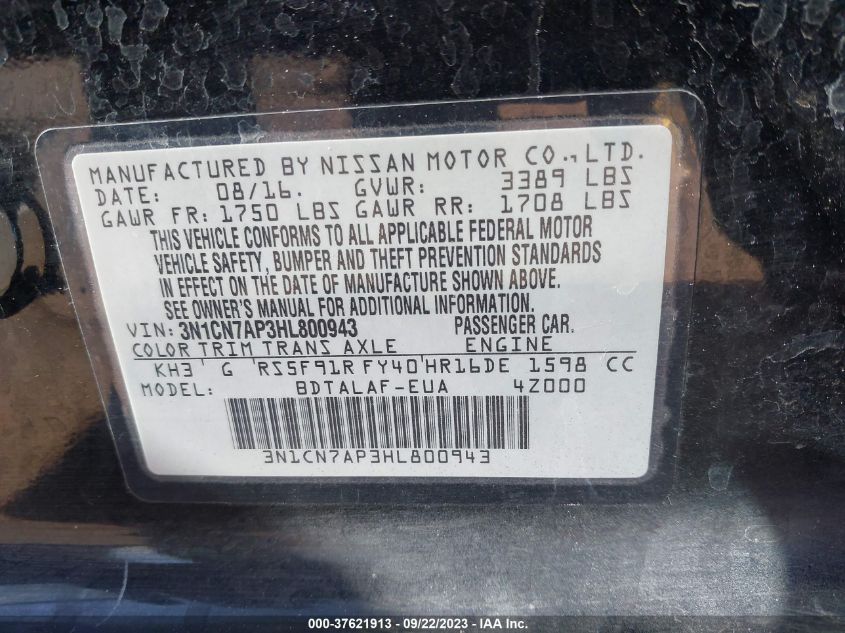 MANUFACTURED BY NISSAN MOTOR CO., LTD.
DATE: 08/16. GVWR: 3389 LBS
GAWR FR: 1750 LBS GAWR RR: 1708 LBS
THIS VEHICLE CONFORMS TO ALL APPLICABLE FEDERAL MOTOR
VEHICLE SAFETY, BUMPER AND THEFT PREVENTION STANDARDS
IN EFFECT ON THE DATE OF MANUFACTURE SHOWN ABOVE.
SEE OWNER'S MANUAL FOR ADDITIONAL INFORMATION.
VIN: 3N1CN7AP3HL800943 PASSENGER CAR.
COLOR TRIM TRANS AXLE ENGINE
KH3 G RS5F91R FY40 HR16DE 1598 CC
MODEL: BDTALAF-EUA 4Z000
3N1CN7AP3HL800943
000-37621913 - 09/22/2023 - IAA Inc.